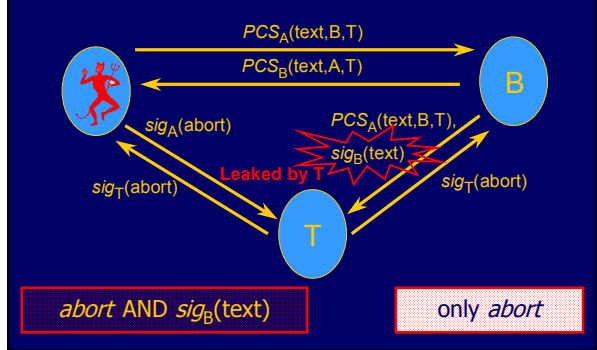 PCSA(text,B,T)
PCSB(text,A,T)
B
sigA(abort)
PCSA(text,B,T),
sigB(text)
Leaked by T
sigT(abort)
sigT(abort)
T
abort AND sigB(text)
only abort